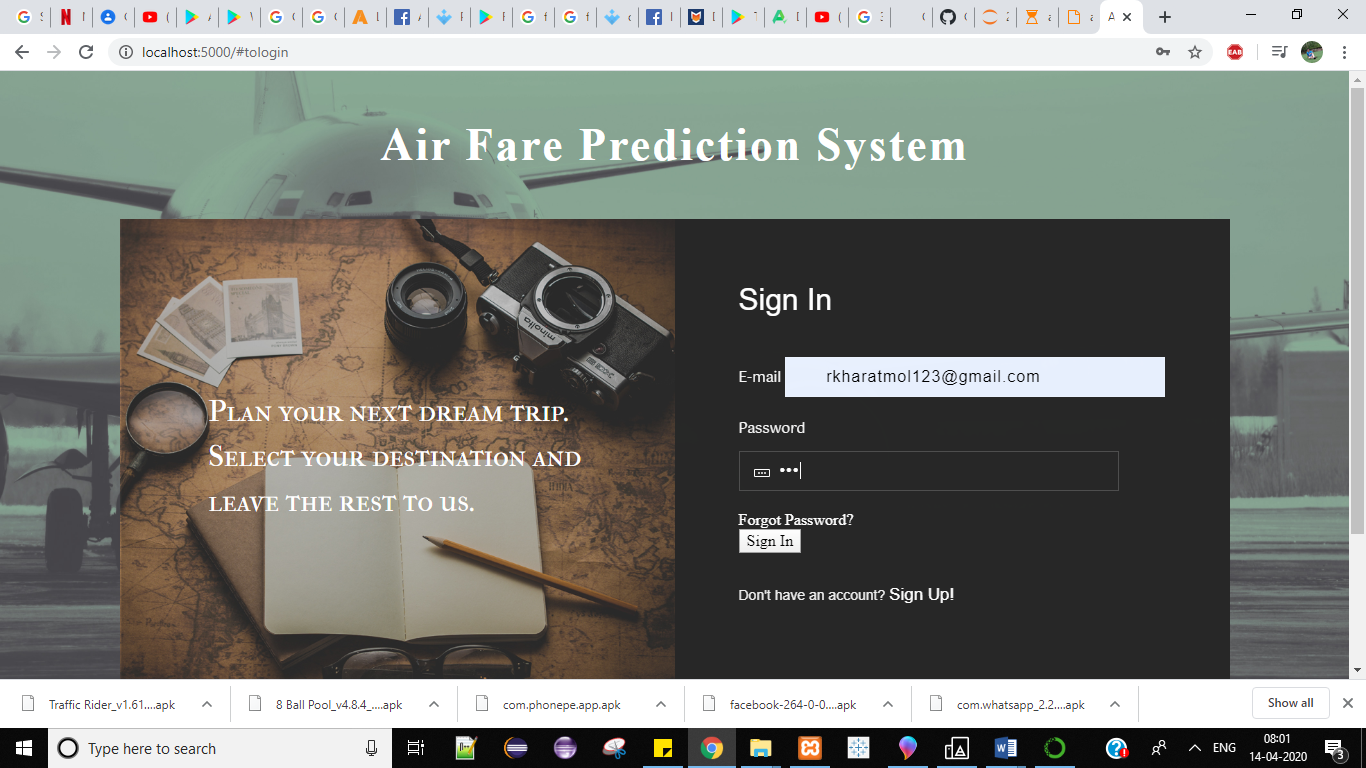 localhost:5000/#tologin
Air Fare Prediction System
Sign In
E-mail rkharatmol123@gmail.com
Password
•••
Forgot Password?
Sign In
Don't have an account? Sign Up!
Plan your next dream trip.
Select your destination and
leave the rest to us.
minolta
Traffic Rider_v1.61....apk
8 Ball Pool_v4.8.4_....apk
com.phonepe.app.apk
facebook-264-0-0....apk
com.whatsapp_2.2....apk
Show all
Type here to search
ENG
08:01
14-04-2020
3